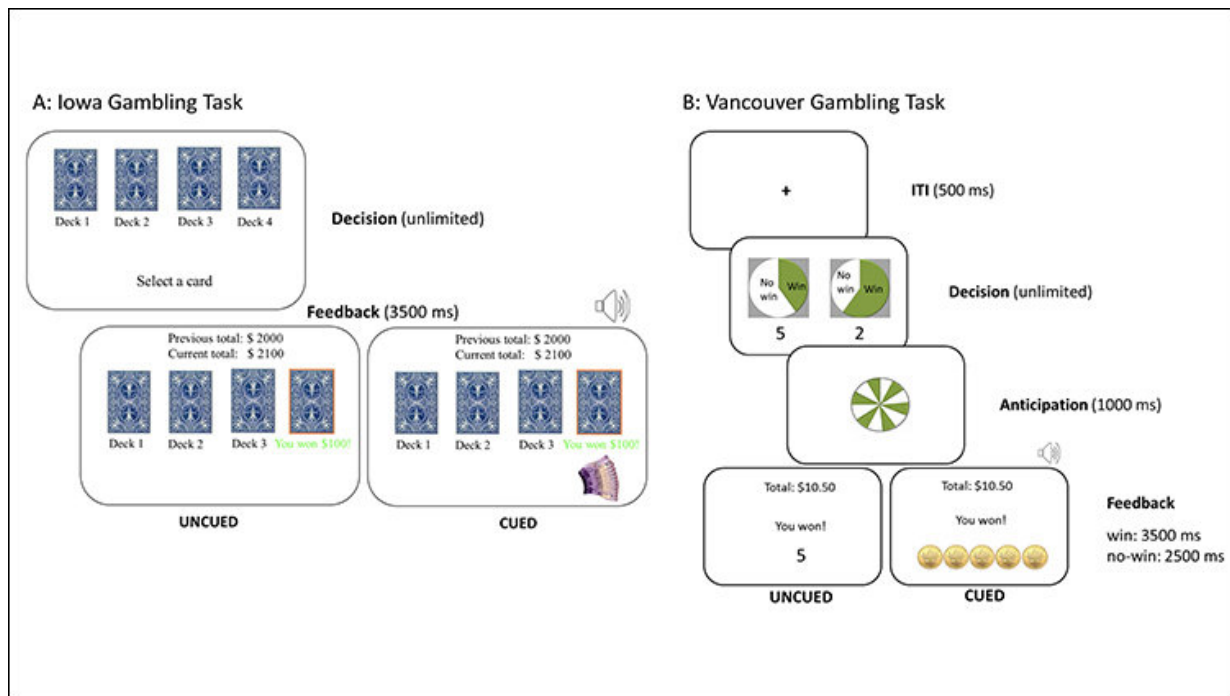 A: Iowa Gambling Task
Deck 1 Deck 2 Deck 3 Deck 4
Select a card
Decision (unlimited)
Feedback (3500 ms)
Previous total: $ 2000
Current total: $ 2100
Deck 1 Deck 2 Deck 3 You won $100!
UNCUED
Previous total: $ 2000
Current total: $ 2100
Deck 1 Deck 2 Deck 3 You won $100!
CUED
B: Vancouver Gambling Task
+
ITI (500 ms)
No win Win No win Win
5 2
Decision (unlimited)
Anticipation (1000 ms)
Total: $10.50
You won!
5
UNCUED
Total: $10.50
You won!
CUED
Feedback
win: 3500 ms
no-win: 2500 ms